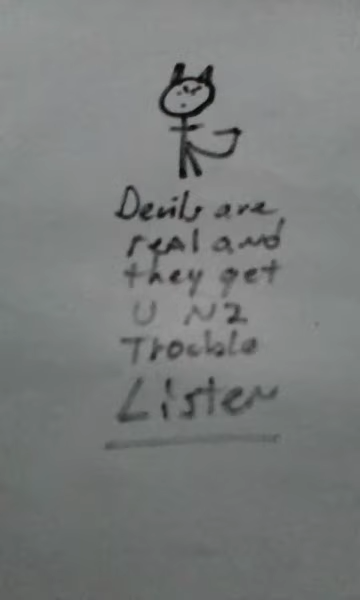 Devils are
real and
they get
U N2
Trouble
Listen